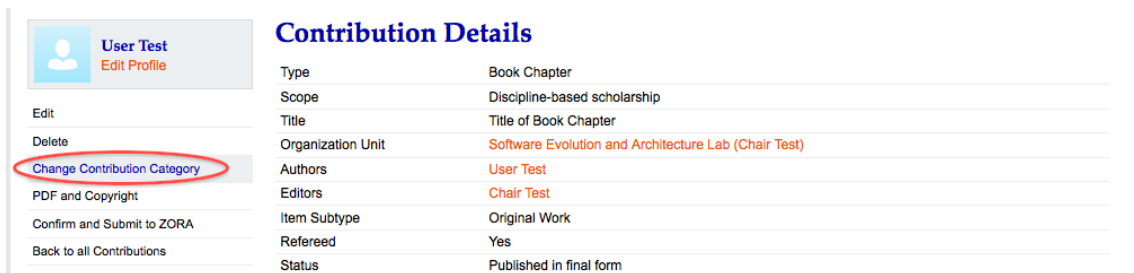 User Test
Edit Profile
Edit
Delete
Change Contribution Category
PDF and Copyright
Confirm and Submit to ZORA
Back to all Contributions
Contribution Details
Type Book Chapter
Scope Discipline-based scholarship
Title Title of Book Chapter
Organization Unit Software Evolution and Architecture Lab (Chair Test)
Authors User Test
Editors Chair Test
Item Subtype Original Work
Refereed Yes
Status Published in final form